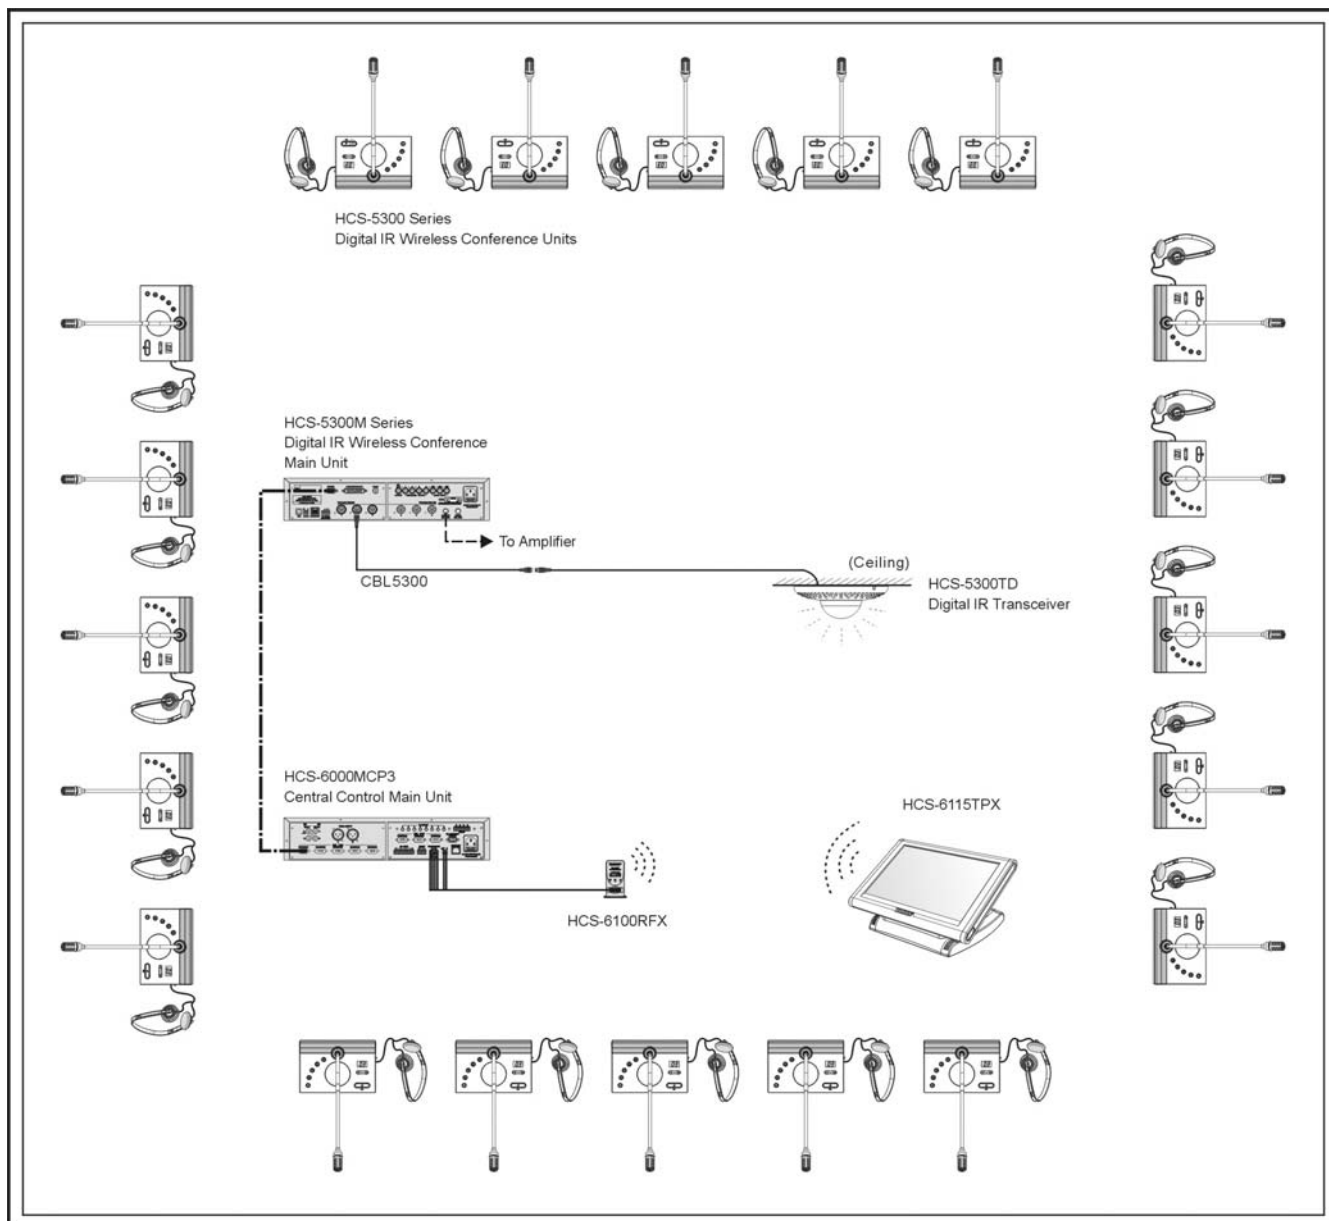 HCS-5300 Series
Digital IR Wireless Conference Units
HCS-5300M Series
Digital IR Wireless Conference
Main Unit
To Amplifier
(Ceiling)
CBL5300
HCS-5300TD
Digital IR Transceiver
HCS-6000MCP3
Central Control Main Unit
HCS-6115TPX
HCS-6100RFX